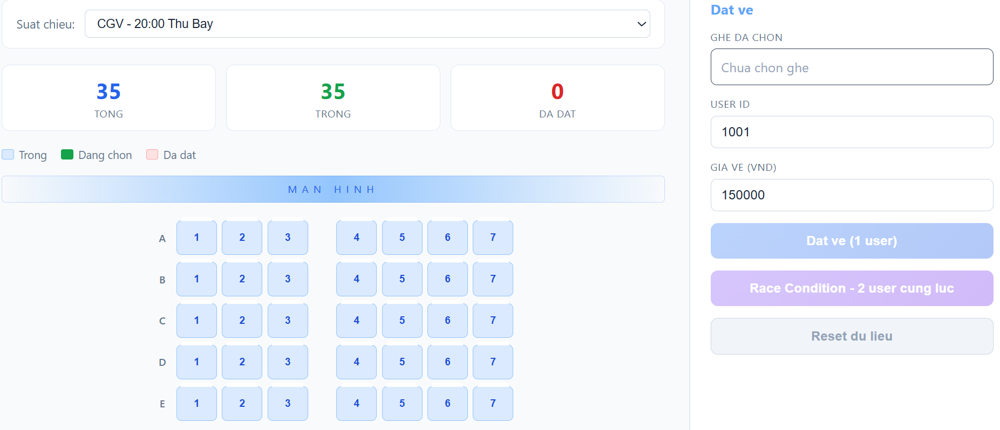 Suat chieu: CGV - 20:00 Thu Bay
35
TONG
35
TRONG
0
DA DAT
Trong Dang chon Da dat
MAN HINH
A 1 2 3 4 5 6 7
B 1 2 3 4 5 6 7
C 1 2 3 4 5 6 7
D 1 2 3 4 5 6 7
E 1 2 3 4 5 6 7
Dat ve
GHE DA CHON
Chua chon ghe
USER ID
1001
GIA VE (VND)
150000
Dat ve (1 user)
Race Condition - 2 user cung luc
Reset du lieu